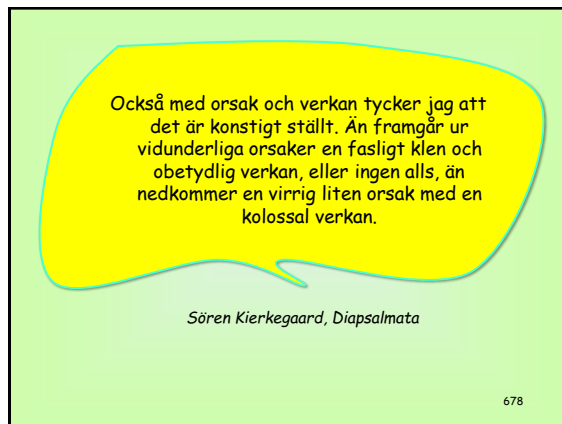 Också med orsak och verkan tycker jag att
det är konstigt ställt. Än framgår ur
vidunderliga orsaker en fasligt klen och
obetydlig verkan, eller ingen alls, än
nedkommer en virrig liten orsak med en
kolossal verkan.
Sören Kierkegaard, Diapsalmata
678